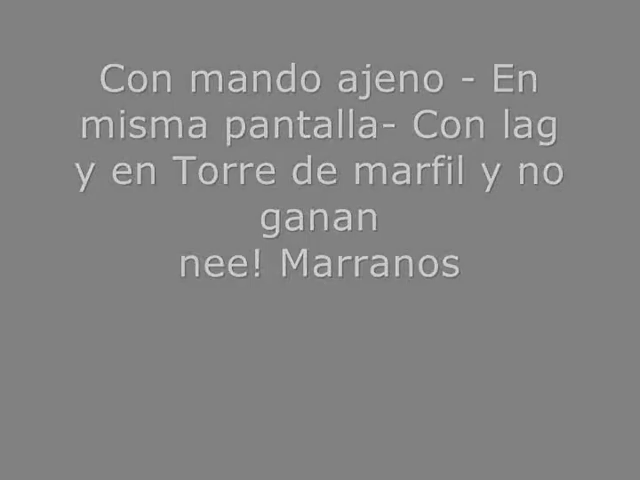 Con mando ajeno - En
misma pantalla- Con lag
y en Torre de marfil y no
ganan
nee! Marranos